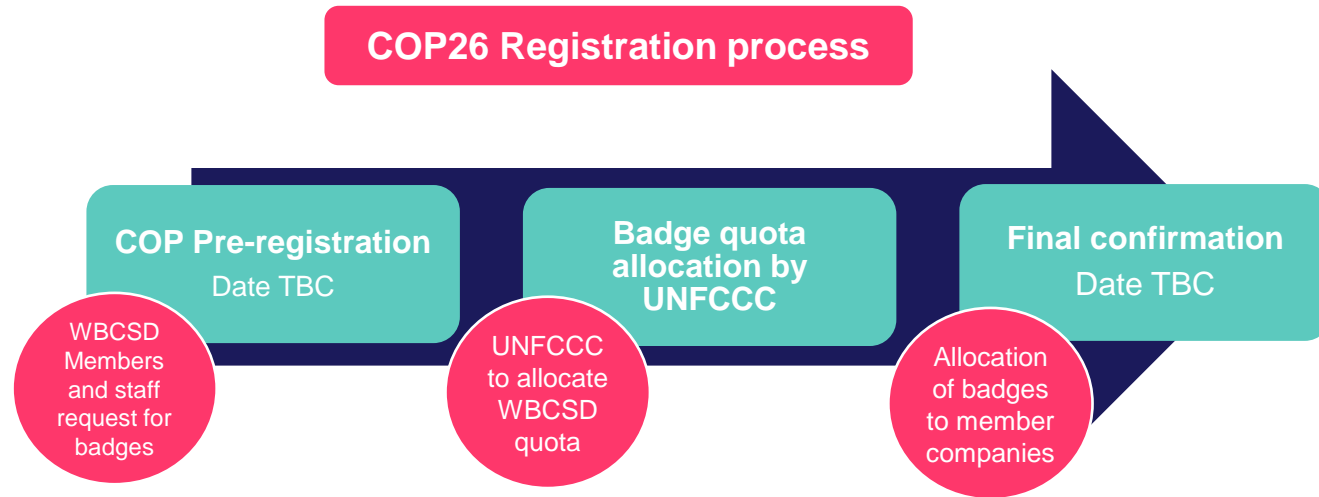 COP26 Registration process
COP Pre-registration
Date TBC
WBCSD
Members
and staff
request for
badges
Badge quota
allocation by
UNFCCC
UNFCCC
to allocate
WBCSD
quota
Final confirmation
Date TBC
Allocation
of badges
to member
companies